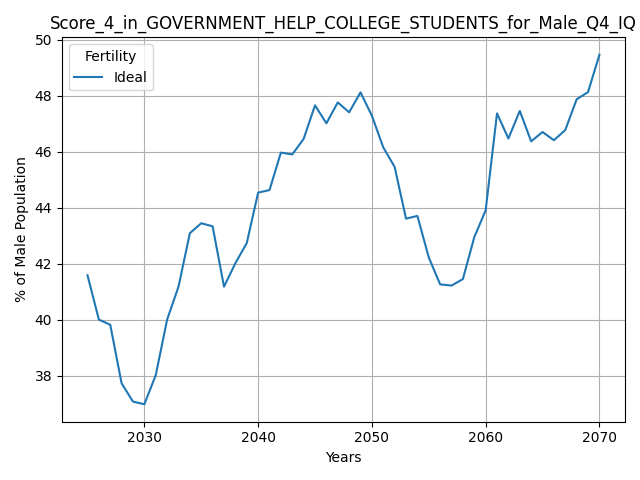 Score_4_in_GOVERNMENT_HELP_COLLEGE_STUDENTS_for_Male_Q4_IQ
50
48
46
44
42
40
38
% of Male Population
Fertility
Ideal
2030 2040 2050 2060 2070
Years